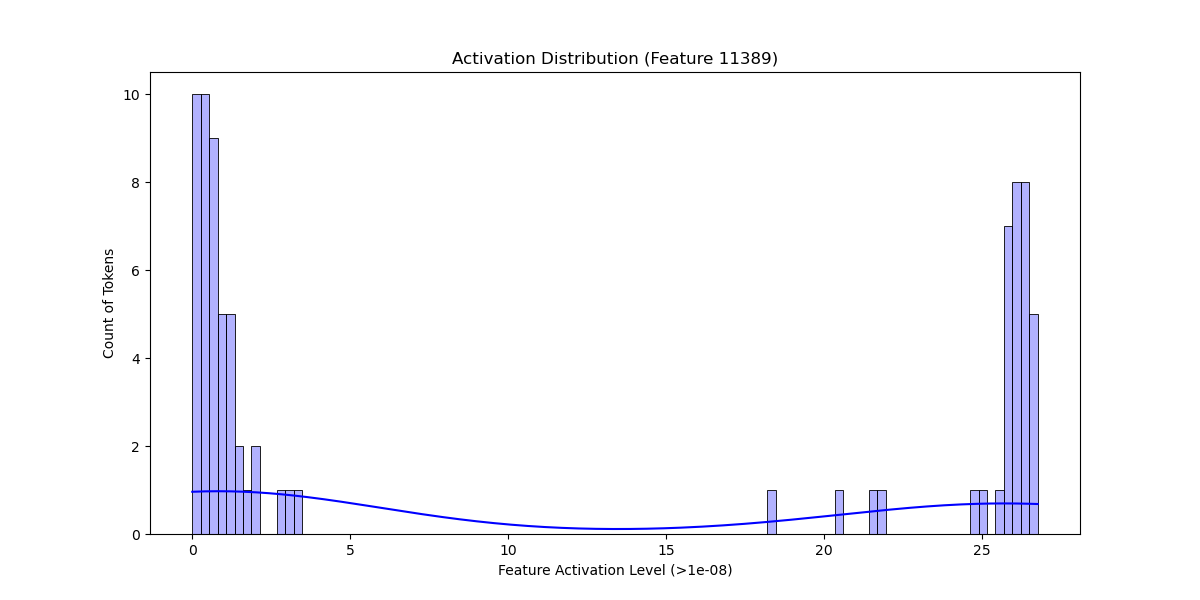 Activation Distribution (Feature 11389)
Count of Tokens
10
8
6
4
2
0
0 5 10 15 20 25
Feature Activation Level (>1e-08)